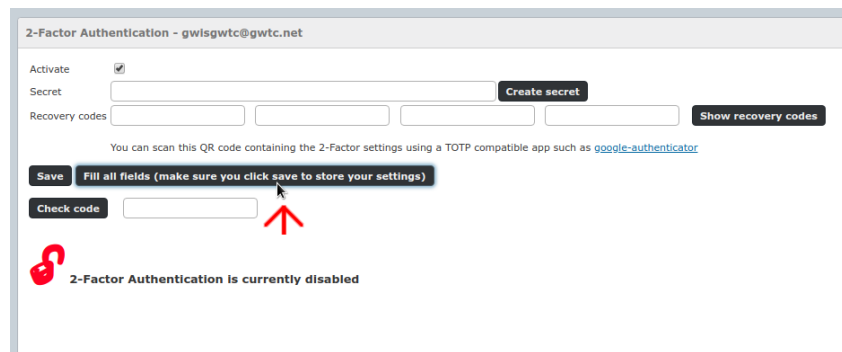 2-Factor Authentication - gwisgwtc@gwtc.net
Activate
Secret Create secret
Recovery codes Show recovery codes
You can scan this QR code containing the 2-Factor settings using a TOTP compatible app such as google-authenticator
Save Fill all fields (make sure you click save to store your settings)
Check code
2-Factor Authentication is currently disabled